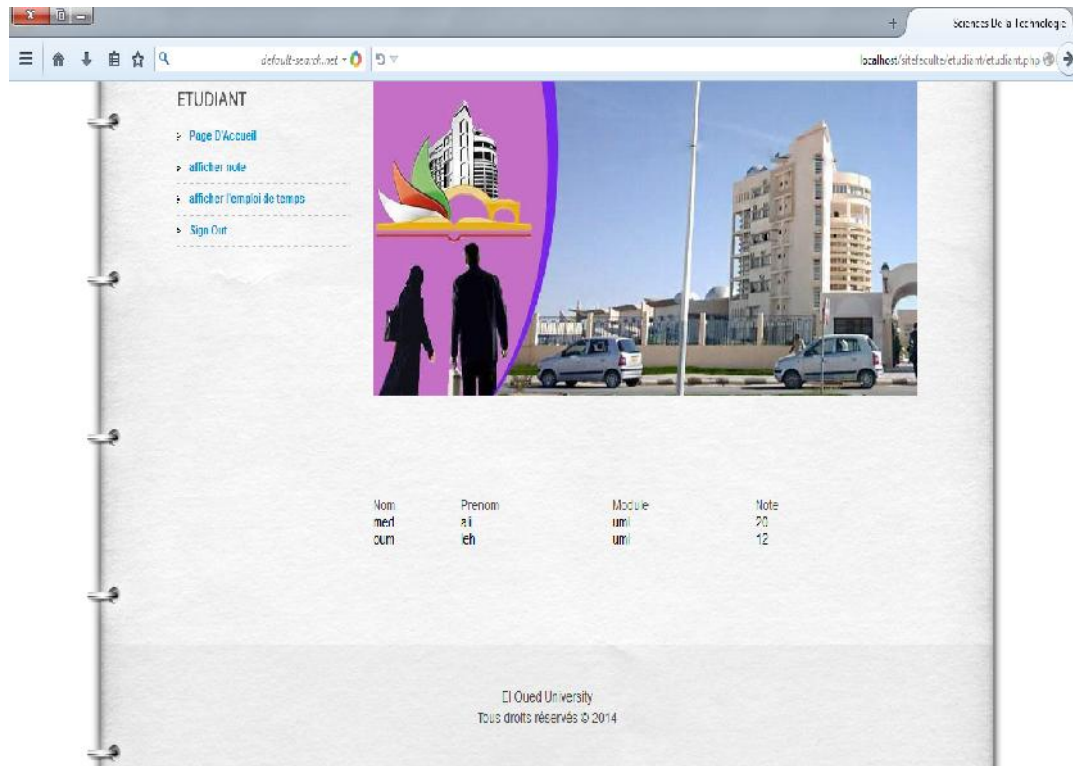 Sciences De la Technologie
default-search.net
localhost/sitefaculte/etudiant/etudiant.php
ETUDIANT
Page D'Accueil
afficher note
afficher l'emploi de temps
Sign Out
Nom Prenom Module Note
med ali uml 20
oum leh uml 12
El Oued University
Tous droits réservés © 2014